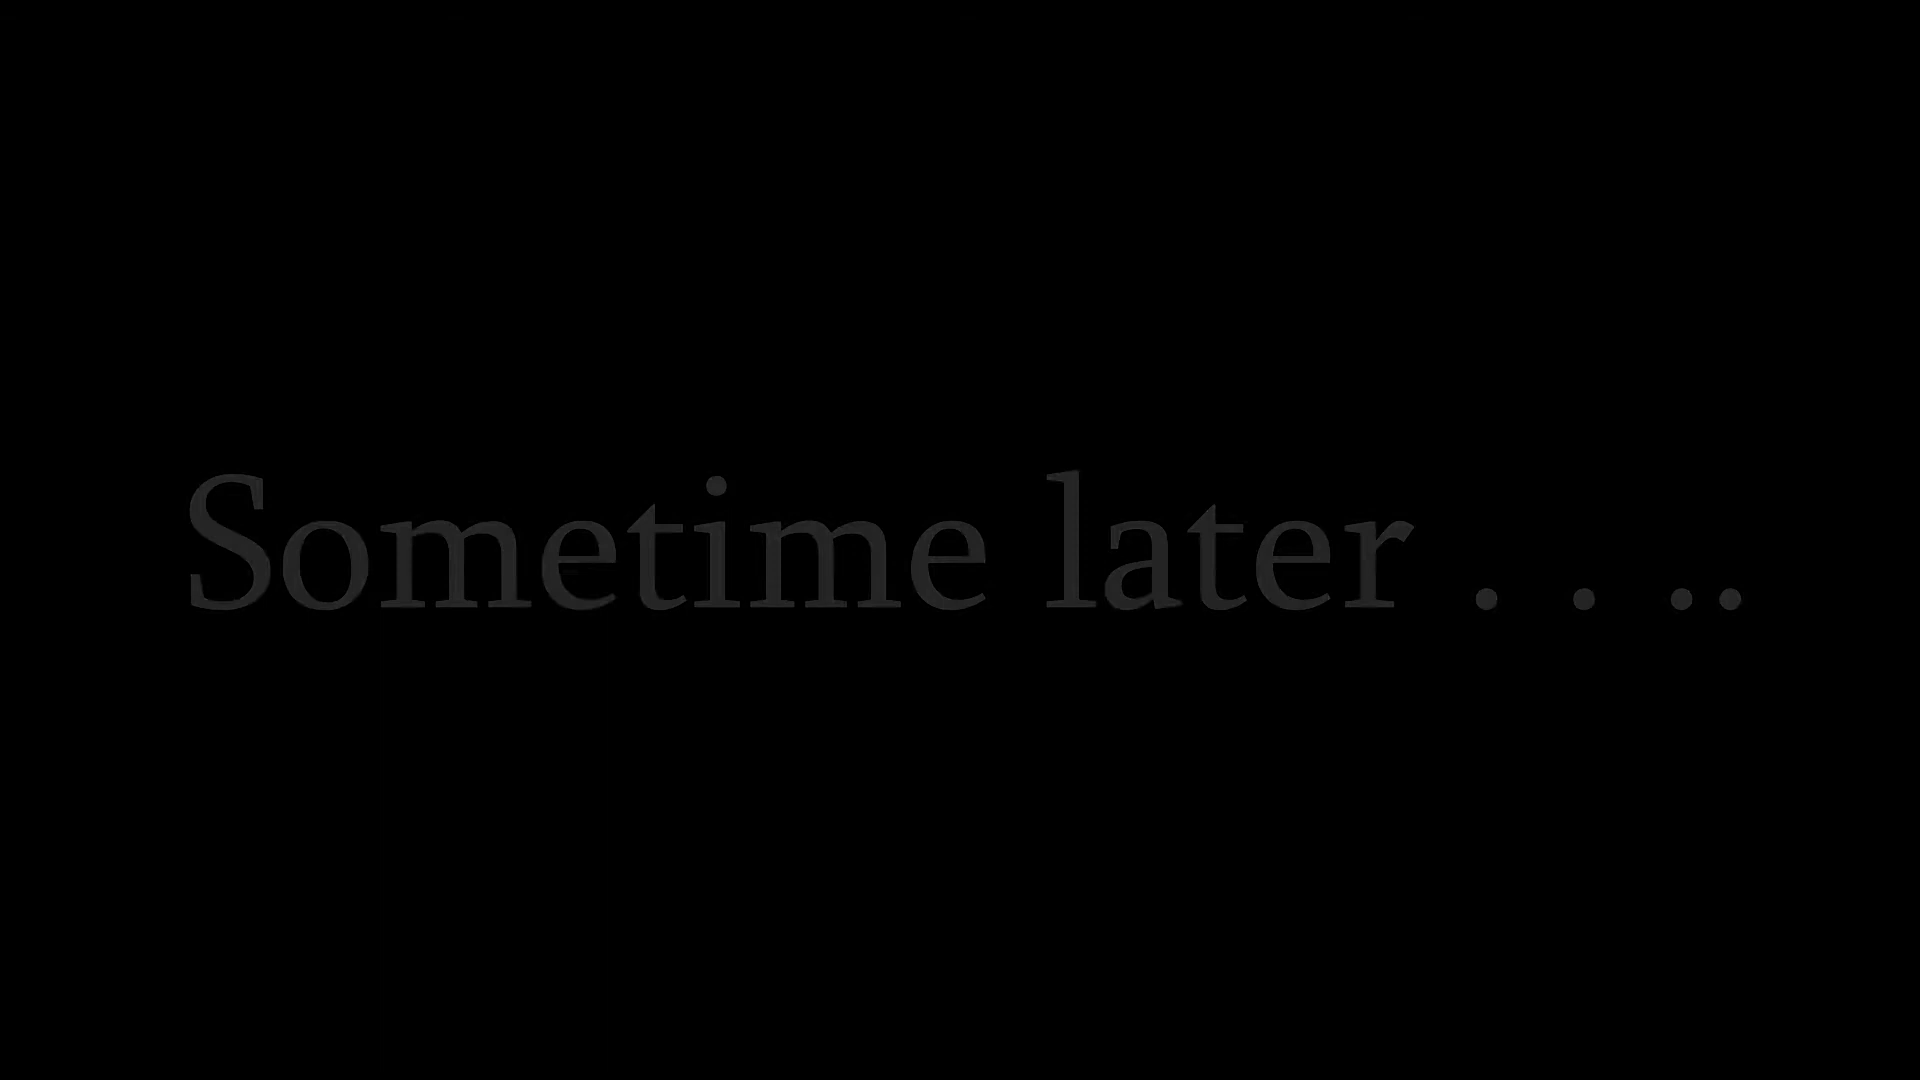 Sometime later . . ..